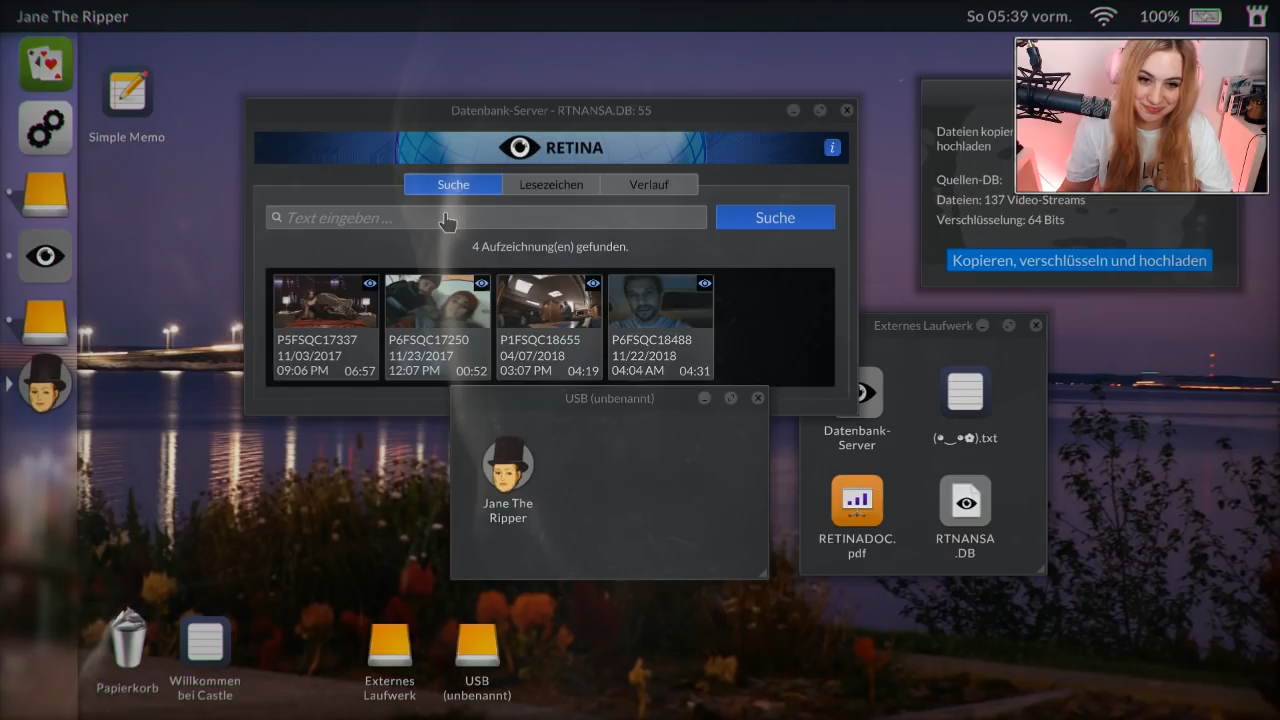 Jane The Ripper
So 05:39 vorm.
100%
Simple Memo
Datenbank-Server - RTNANSA.DB: 55
RETINA
i
Suche
Lesezeichen
Verlauf
Text eingeben ...
Suche
4 Aufzeichnung(en) gefunden.
P5FSQC17337
11/03/2017
09:06 PM 06:57
P6FSQC17250
11/23/2017
12:07 PM 00:52
P1FSQC18655
04/07/2018
03:07 PM 04:19
P6FSQC18488
11/22/2018
04:04 AM 04:31
Dateien kopier
hochladen
Quellen-DB:
Dateien: 137 Video-Streams
Verschlüsselung: 64 Bits
Kopieren, verschlüsseln und hochladen
Externes Laufwerk
Datenbank-
Server
(◕‿◕✿).txt
RETINADOC.
pdf
RTNANSA
.DB
USB (unbenannt)
Jane The
Ripper
Papierkorb
Willkommen
bei Castle
Externes
Laufwerk
USB
(unbenannt)